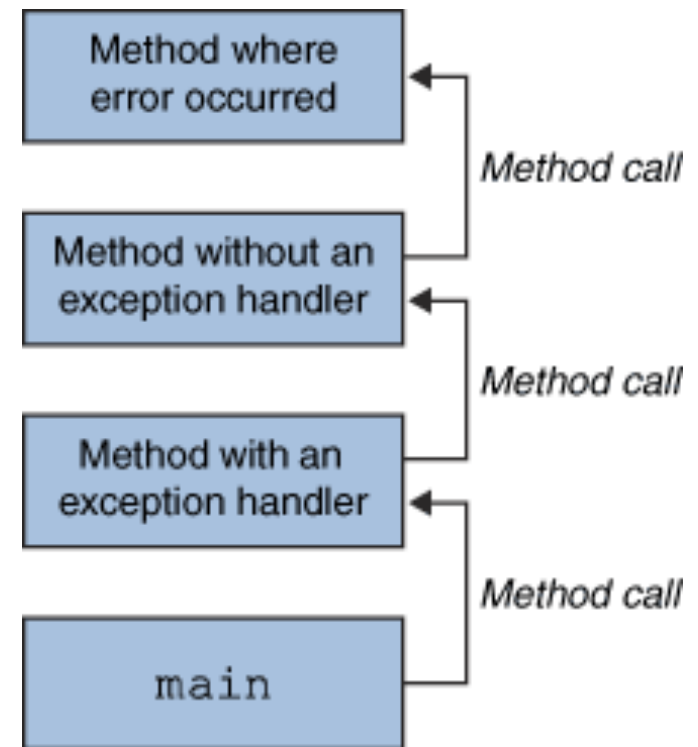 Method where
error occurred
Method call
Method without an
exception handler
Method call
Method with an
exception handler
Method call
main